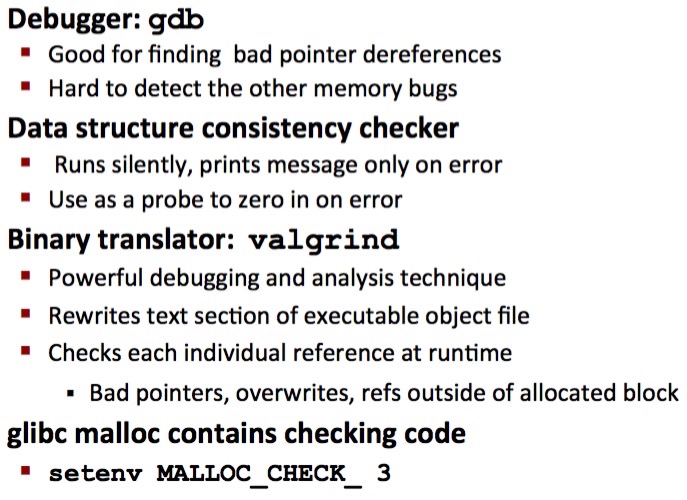 Debugger: gdb
▪ Good for finding bad pointer dereferences
▪ Hard to detect the other memory bugs
Data structure consistency checker
▪ Runs silently, prints message only on error
▪ Use as a probe to zero in on error
Binary translator: valgrind
▪ Powerful debugging and analysis technique
▪ Rewrites text section of executable object file
▪ Checks each individual reference at runtime
▪ Bad pointers, overwrites, refs outside of allocated block
glibc malloc contains checking code
▪ setenv MALLOC_CHECK_ 3